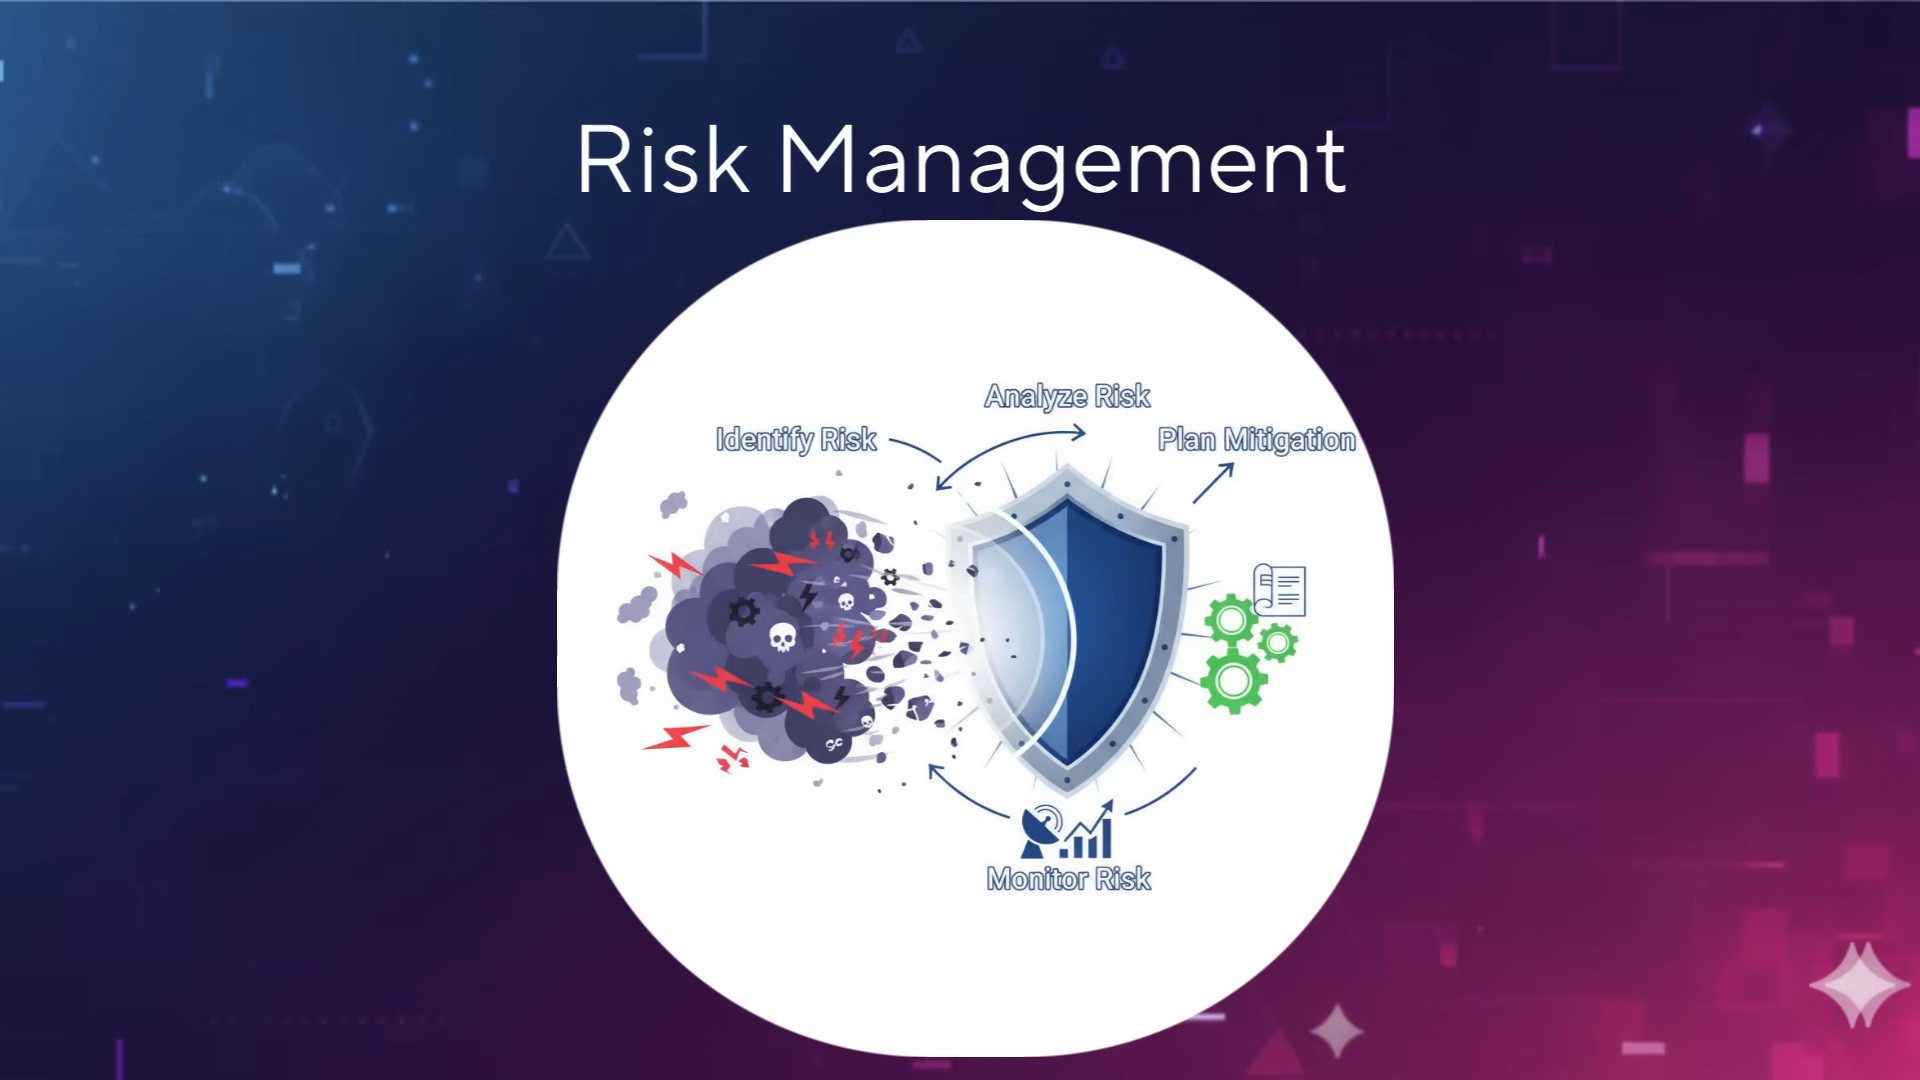 Risk Management
Analyze Risk
Identify Risk
Plan Mitigation
Monitor Risk